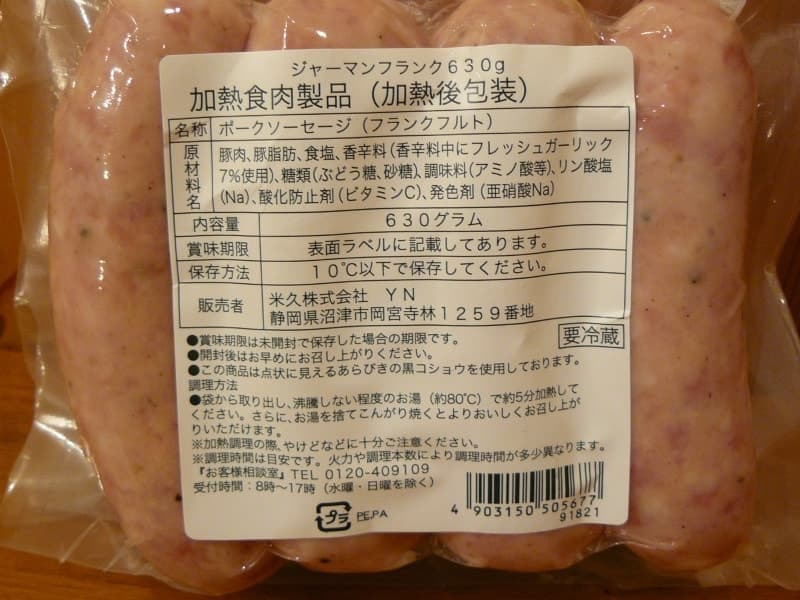 ジャーマンフランク630g
加熱食肉製品（加熱後包装）
名称 ポークソーセージ（フランクフルト）
原材料名 豚肉、豚脂肪、食塩、香辛料（香辛料中にフレッシュガーリック
7%使用）、糖類（ぶどう糖、砂糖）、調味料（アミノ酸等）、リン酸塩
（Na）、酸化防止剤（ビタミンC）、発色剤（亜硝酸Na）
内容量 630グラム
賞味期限 表面ラベルに記載してあります。
保存方法 10℃以下で保存してください。
販売者 米久株式会社 YN
静岡県沼津市岡宮寺林1259番地
●賞味期限は未開封で保存した場合の期限です。
要冷蔵
●開封後はお早めにお召し上がりください。
●この商品は点状に見えるあらびきの黒コショウを使用しております。
調理方法
●袋から取り出し、沸騰しない程度のお湯（約80℃）で約5分加熱して
ください。さらに、お湯を捨てこんがり焼くとよりおいしくお召し上が
りいただけます。
※加熱調理の際、やけどなどに十分ご注意ください。
※調理時間は目安です。火力や調理本数により調理時間が多少異なります。
『お客様相談室』TEL 0120-409109
受付時間：8時〜17時（水曜・日曜を除く）
プラ PE,PA
4 903150 505677
91821